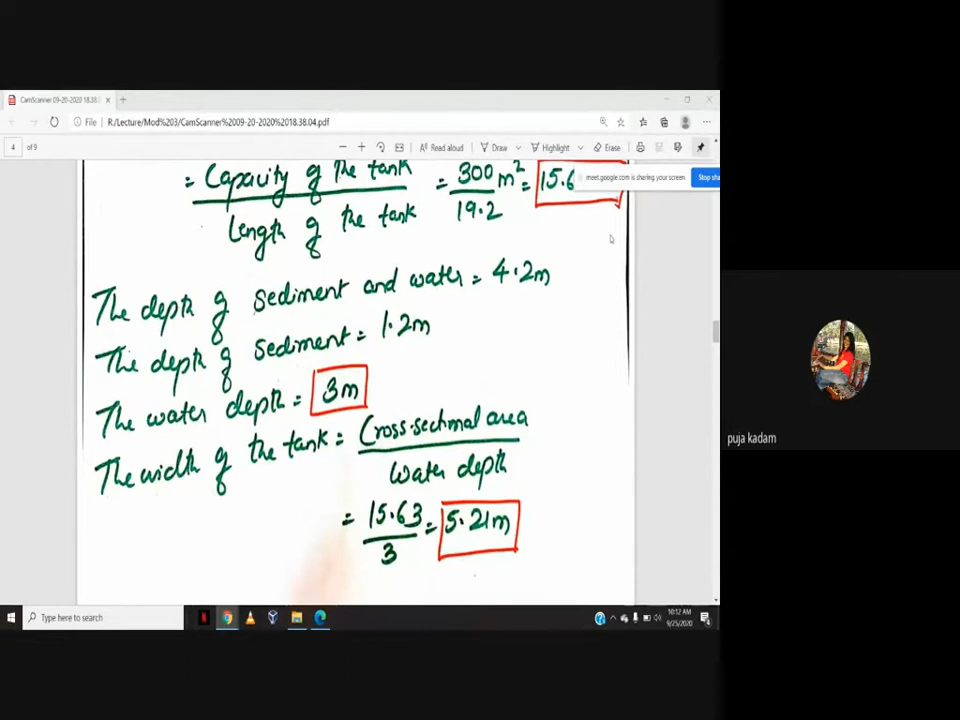 CamScanner 09-20-2020 18.38.0
File R:/Lecture/Mod%203/CamScanner%2009-20-2020%2018.38.04.pdf
4 of 9 Read aloud Draw Highlight Erase
= Capacity of the tank = 300 m² = 15.6
Length of the tank 19.2
meet.google.com is sharing your screen. Stop sha
The depth of sediment and water = 4.2m
The depth of sediment = 1.2m
The water depth = 3m
The width of the tank = Cross-sectional area
water depth
= 15.63 = 5.21m
3
puja kadam
Type here to search
10:12 AM
9/25/2020